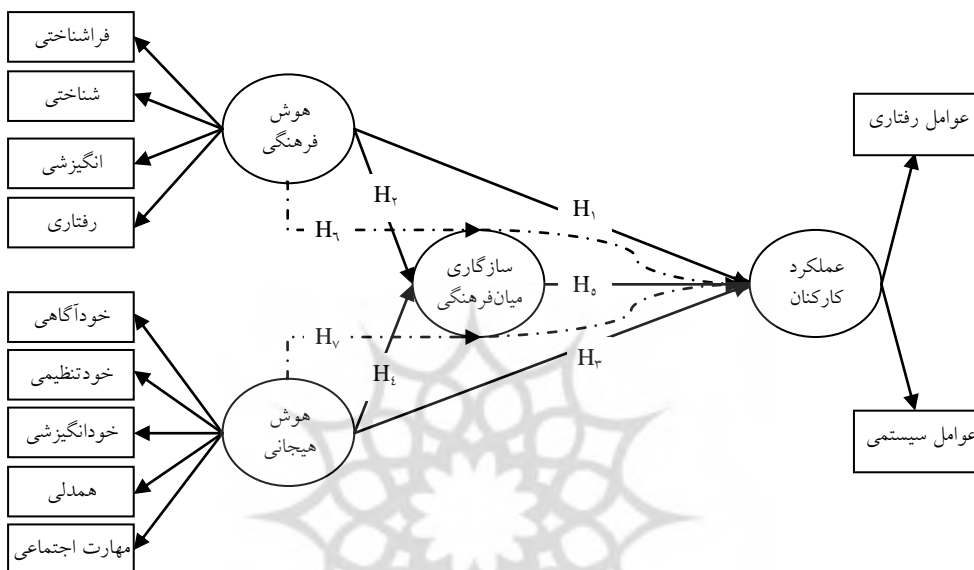 فراشناختی
شناختی
انگیزشی
رفتاری
هوش
فرهنگی
H۱
H۲
H۶
سازگاری
میان‌فرهنگی
H۵
عملکرد
کارکنان
عوامل رفتاری
عوامل سیستمی
خودآگاهی
خودتنظیمی
خودانگیزشی
همدلی
مهارت اجتماعی
هوش
هیجانی
H۷
H٤
H۳